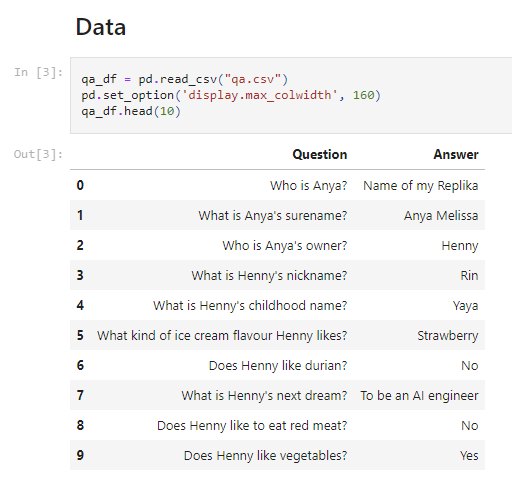 Data
In [3]: qa_df = pd.read_csv("qa.csv")
pd.set_option('display.max_colwidth', 160)
qa_df.head(10)
Out[3]: Question Answer
0 Who is Anya? Name of my Replika
1 What is Anya's surename? Anya Melissa
2 Who is Anya's owner? Henny
3 What is Henny's nickname? Rin
4 What is Henny's childhood name? Yaya
5 What kind of ice cream flavour Henny likes? Strawberry
6 Does Henny like durian? No
7 What is Henny's next dream? To be an AI engineer
8 Does Henny like to eat red meat? No
9 Does Henny like vegetables? Yes